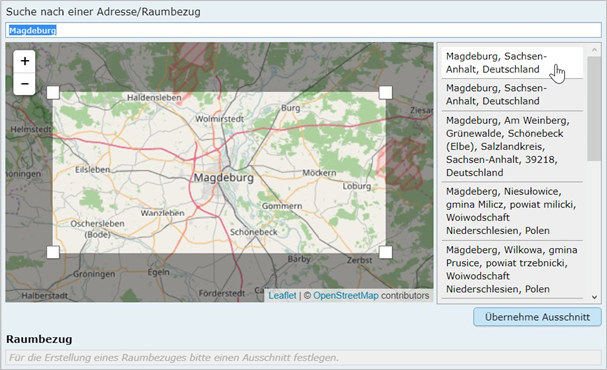 Suche nach einer Adresse/Raumbezug
Magdeburg
+
−
Haldensleben
Burg
Ziesar
Wolmirstedt
Helmstedt
Eilsleben
Magdeburg
Möckern
Loburg
Wanzleben
Gommern
Oschersleben
(Bode)
Schönebeck
Barby
Zerbst
Gröningen
Egeln
Halberstadt
Förderstedt
Leaflet | © OpenStreetMap contributors
Magdeburg, Sachsen-
Anhalt, Deutschland
Magdeburg, Sachsen-
Anhalt, Deutschland
Magdeburg, Am Weinberg,
Grünewalde, Schönebeck
(Elbe), Salzlandkreis,
Sachsen-Anhalt, 39218,
Deutschland
Magdeberg, Niesułowice,
gmina Milicz, powiat milicki,
Woiwodschaft
Niederschlesien, Polen
Magdeberg, Wilkowa, gmina
Prusice, powiat trzebnicki,
Woiwodschaft
Niederschlesien, Polen
Übernehme Ausschnitt
Raumbezug
Für die Erstellung eines Raumbezuges bitte einen Ausschnitt festlegen.